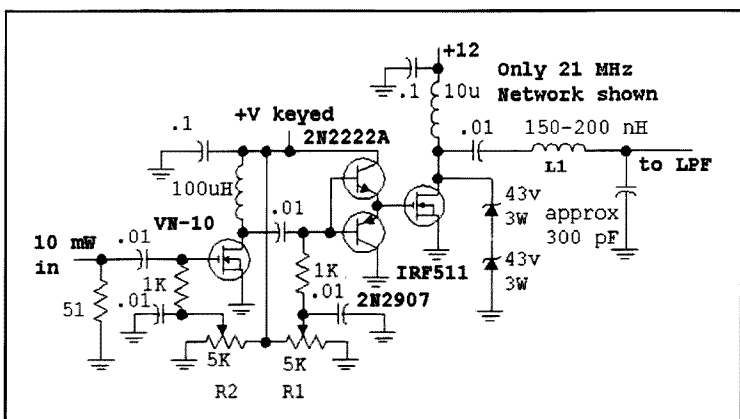 +12
Only 21 MHz
Network shown
.1
10u
+V keyed
2N2222A
.1
.01
150-200 nH
L1
to LPF
100uH
VN-10
.01
43v
3W
approx
300 pF
10 mW
in
.01
1K
IRF511
43v
3W
51
.01
1K
.01
2N2907
5K
5K
R2
R1